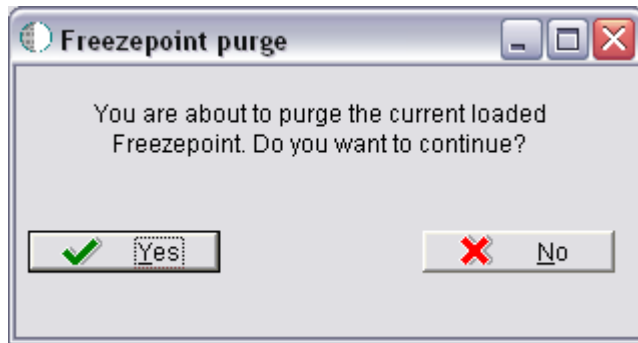 Freezepoint purge
You are about to purge the current loaded
Freezepoint. Do you want to continue?
Yes
No